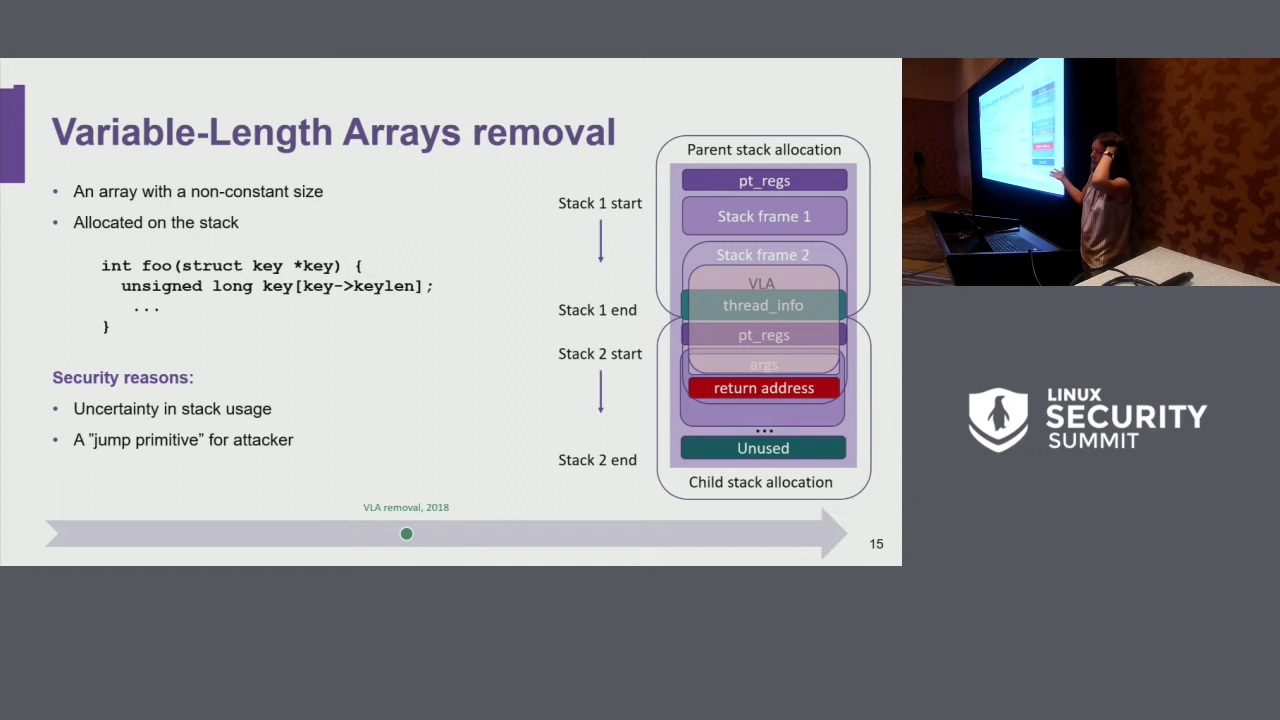 Variable-Length Arrays removal
• An array with a non-constant size
• Allocated on the stack
int foo(struct key *key) {
unsigned long key[key->keylen];
...
}
Security reasons:
• Uncertainty in stack usage
• A ”jump primitive” for attacker
Parent stack allocation
pt_regs
Stack 1 start
Stack frame 1
Stack frame 2
VLA
thread_info
Stack 1 end
pt_regs
Stack 2 start
args
return address
...
Unused
Stack 2 end
Child stack allocation
VLA removal, 2018
15
LINUX
SECURITY
SUMMIT